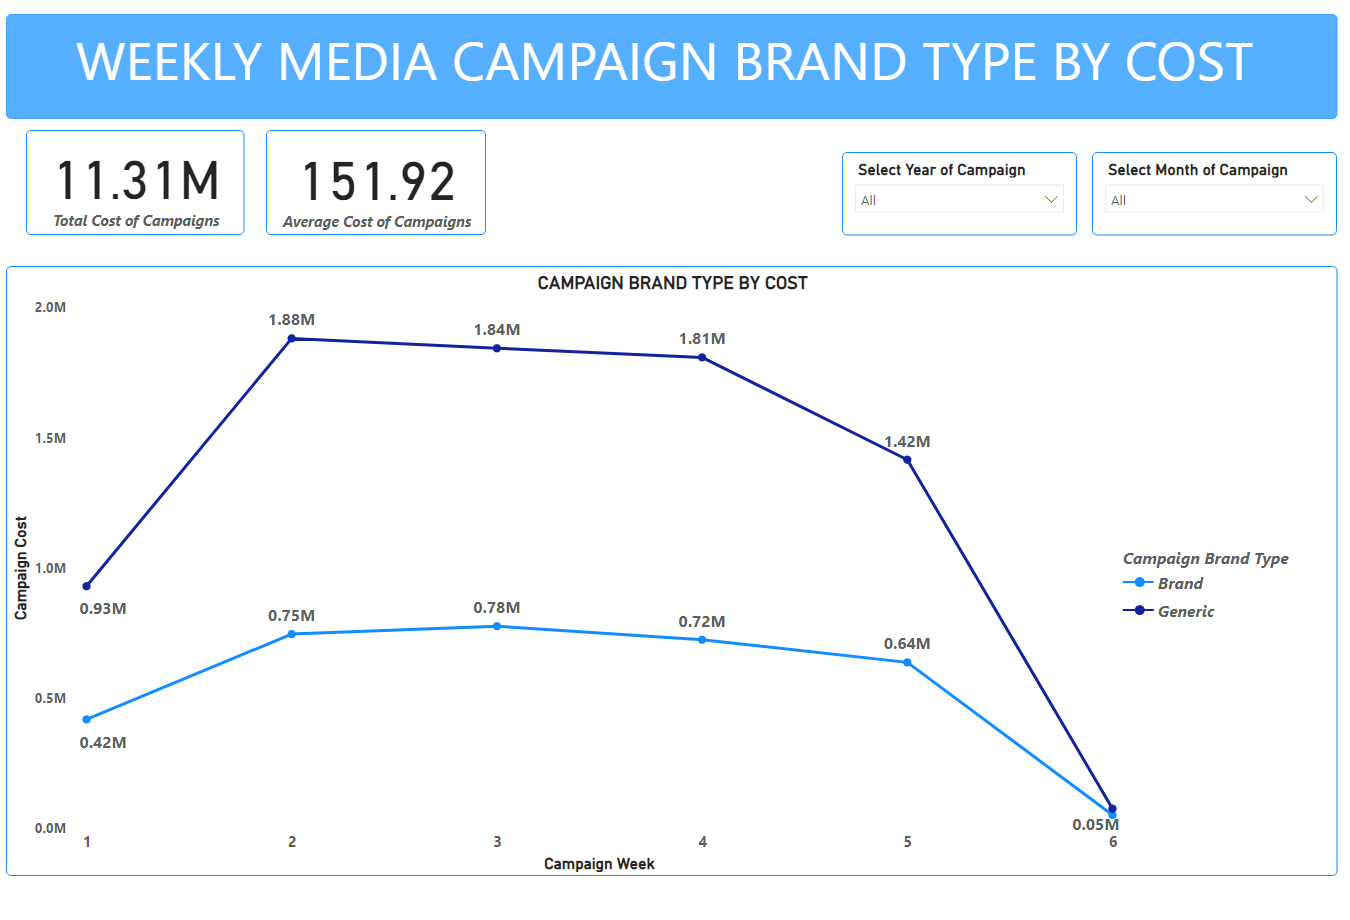 WEEKLY MEDIA CAMPAIGN BRAND TYPE BY COST
11.31M
Total Cost of Campaigns
151.92
Average Cost of Campaigns
Select Year of Campaign
All
Select Month of Campaign
All
CAMPAIGN BRAND TYPE BY COST
2.0M
1.5M
1.0M
0.5M
0.0M
Campaign Cost
1.88M
1.84M
1.81M
1.42M
0.93M
0.75M
0.78M
0.72M
0.64M
0.42M
0.05M
Campaign Brand Type
Brand
Generic
1
2
3
4
5
6
Campaign Week